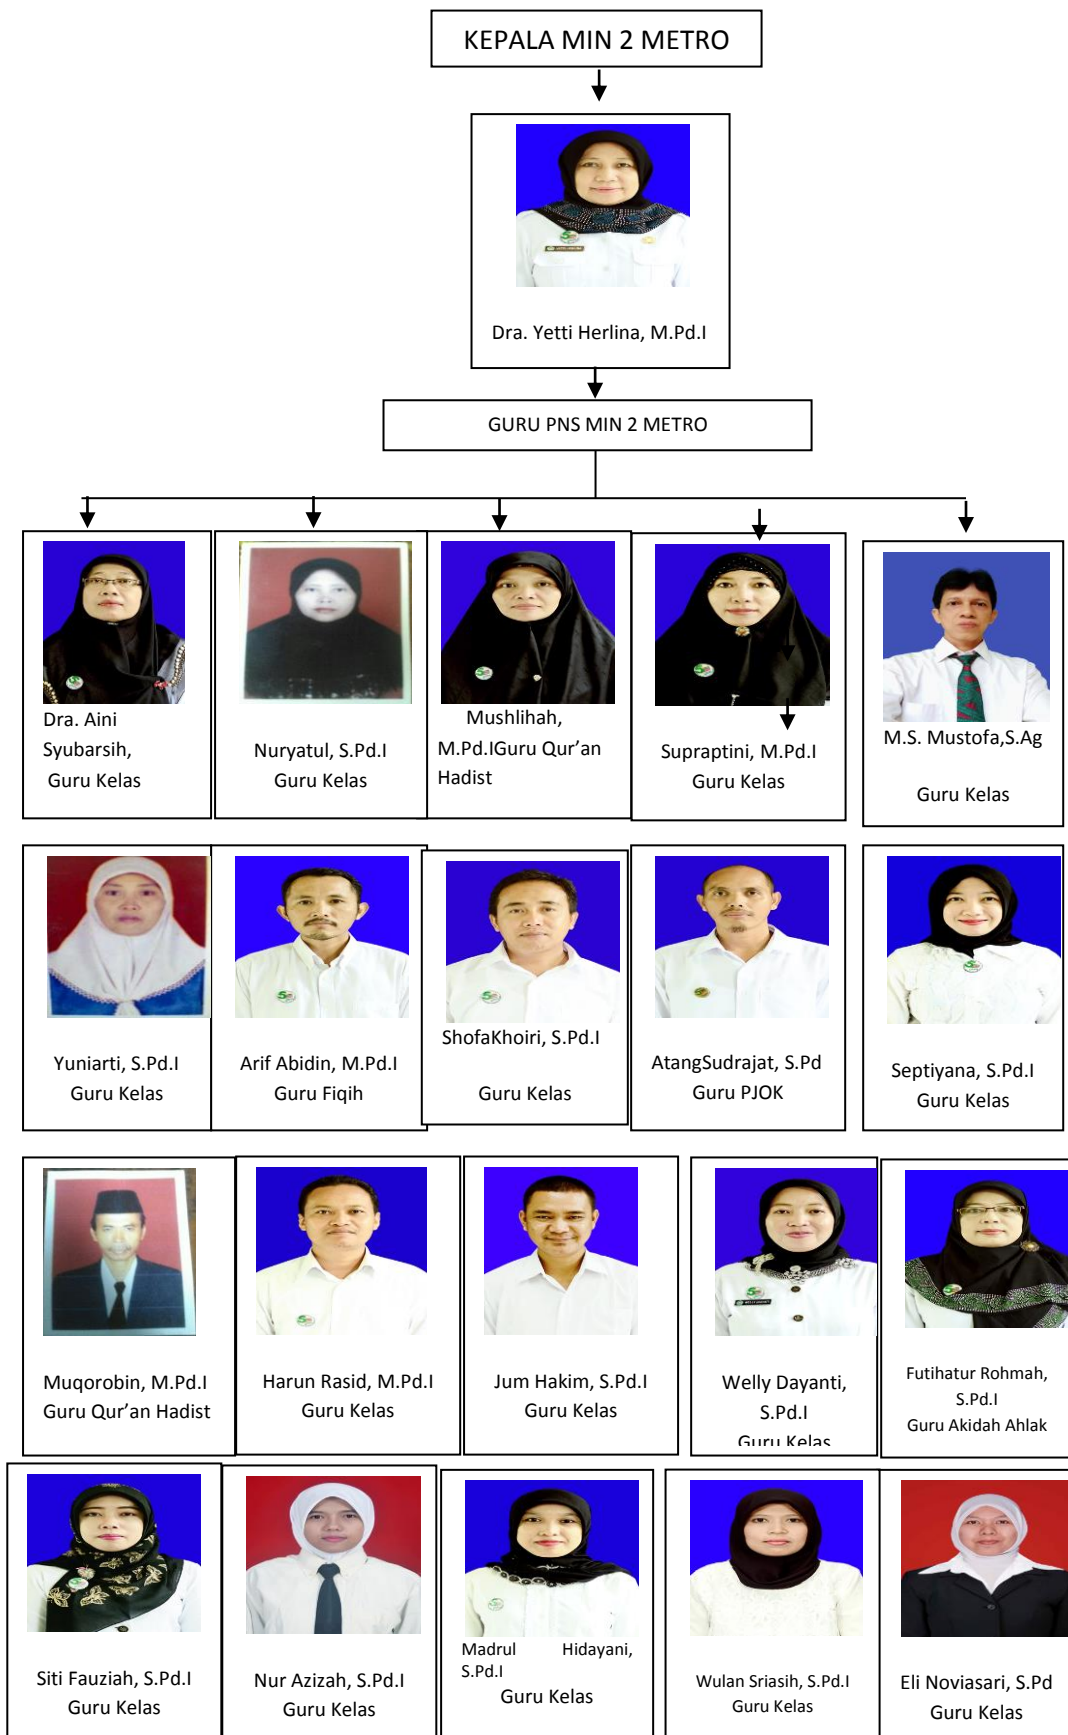 KEPALA MIN 2 METRO
Dra. Yetti Herlina, M.Pd.I
GURU PNS MIN 2 METRO
Dra. Aini
Syubarsih,
Guru Kelas
Nuryatul, S.Pd.I
Guru Kelas
Mushlihah,
M.Pd.IGuru Qur’an
Hadist
Supraptini, M.Pd.I
Guru Kelas
M.S. Mustofa,S.Ag
Guru Kelas
Yuniarti, S.Pd.I
Guru Kelas
Arif Abidin, M.Pd.I
Guru Fiqih
ShofaKhoiri, S.Pd.I
Guru Kelas
AtangSudrajat, S.Pd
Guru PJOK
Septiyana, S.Pd.I
Guru Kelas
Muqorobin, M.Pd.I
Guru Qur’an Hadist
Harun Rasid, M.Pd.I
Guru Kelas
Jum Hakim, S.Pd.I
Guru Kelas
Welly Dayanti,
S.Pd.I
Guru Kelas
Futihatur Rohmah,
S.Pd.I
Guru Akidah Ahlak
Siti Fauziah, S.Pd.I
Guru Kelas
Nur Azizah, S.Pd.I
Guru Kelas
Madrul Hidayani,
S.Pd.I
Guru Kelas
Wulan Sriasih, S.Pd.I
Guru Kelas
Eli Noviasari, S.Pd
Guru Kelas